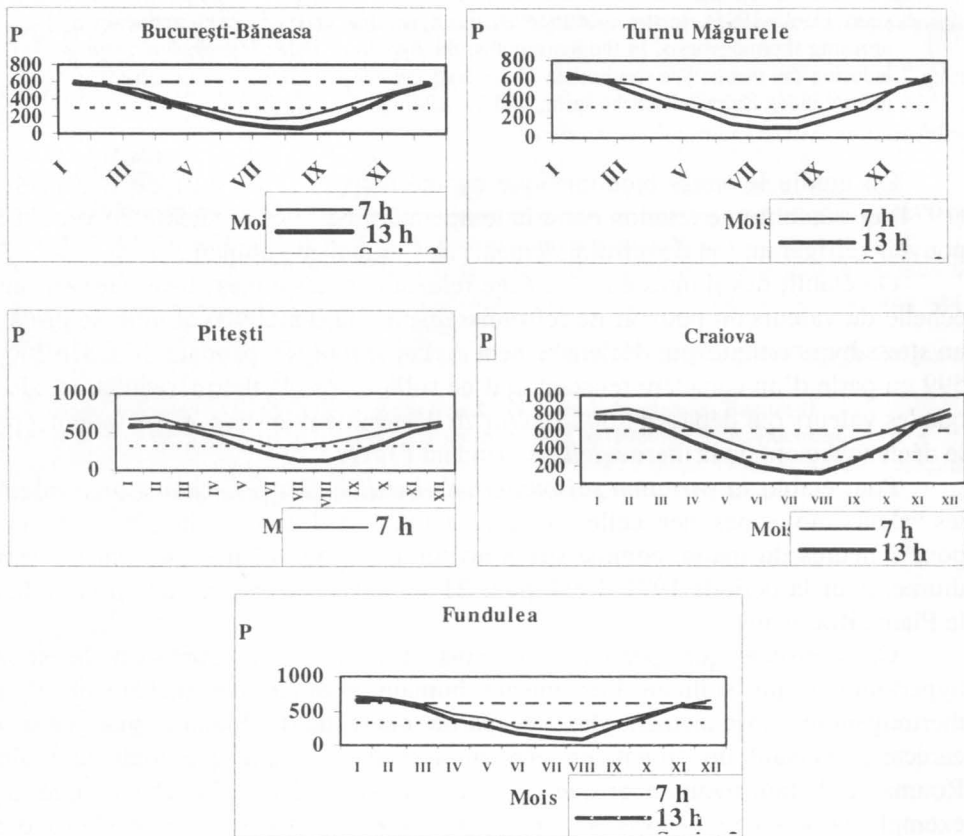 București-Băneasa
P
800
600
400
200
0
I III V VII IX XI
Mois
7 h
13 h
Turnu Măgurele
P
800
600
400
200
0
I III V VII IX XI
Mois
7 h
13 h
Pitești
P
1000
500
0
I II III IV V VI VII VIII IX X XI XII
M
7 h
Craiova
P
1000
800
600
400
200
0
I II III IV V VI VII VIII IX X XI XII
Mois
7 h
13 h
Fundulea
P
1000
500
0
I II III IV V VI VII VIII IX X XI XII
Mois
7 h
13 h